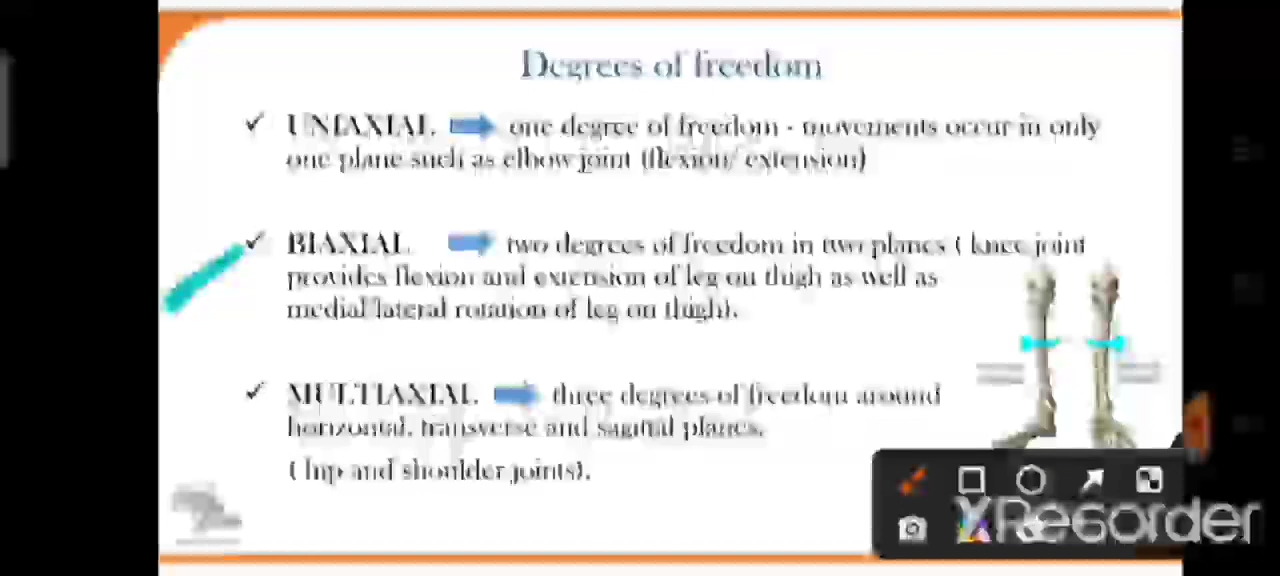 Degrees of freedom
✓ UNIAXIAL ➡ one degree of freedom - movements occur in only
one plane such as elbow joint (flexion/ extension)
✓ BIAXIAL ➡ two degrees of freedom in two planes ( knee joint
provides flexion and extension of leg on thigh as well as
medial/lateral rotation of leg on thigh).
✓ MULTIAXIAL ➡ three degrees of freedom around
horizontal, transverse and sagittal planes.
( hip and shoulder joints).
XRecorder